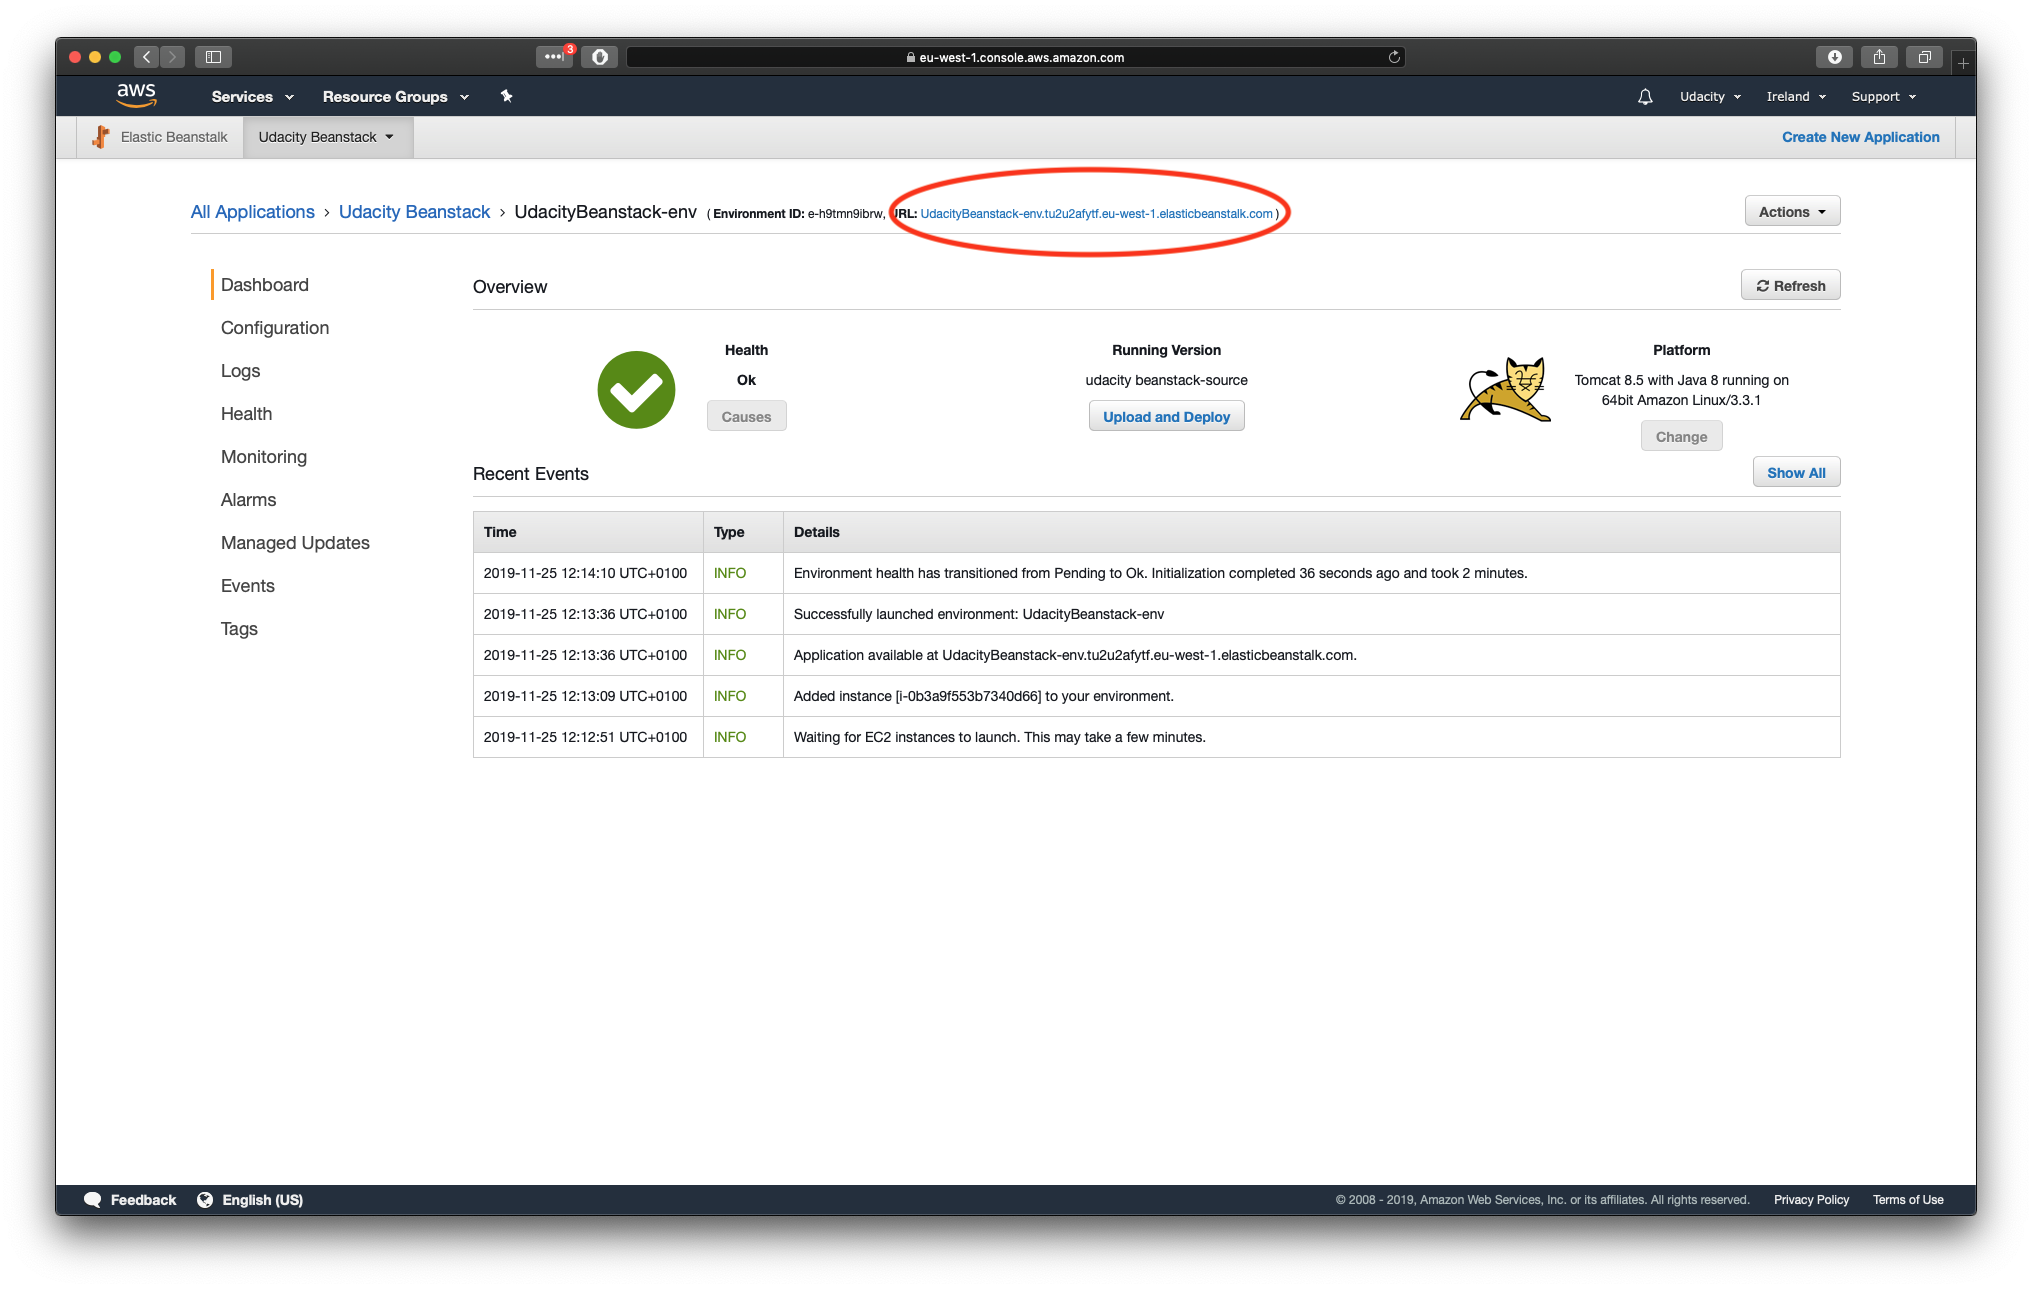 3
eu-west-1.console.aws.amazon.com
aws Services Resource Groups Udacity Ireland Support
Elastic Beanstalk Udacity Beanstack Create New Application
All Applications › Udacity Beanstack › UdacityBeanstack-env ( Environment ID: e-h9tmn9ibrw, URL: UdacityBeanstack-env.tu2u2afytf.eu-west-1.elasticbeanstalk.com )
Actions
Dashboard
Configuration
Logs
Health
Monitoring
Alarms
Managed Updates
Events
Tags
Overview
Refresh
Health
Ok
Causes
Running Version
udacity beanstack-source
Upload and Deploy
Platform
Tomcat 8.5 with Java 8 running on
64bit Amazon Linux/3.3.1
Change
Recent Events
Show All
Time Type Details
2019-11-25 12:14:10 UTC+0100 INFO Environment health has transitioned from Pending to Ok. Initialization completed 36 seconds ago and took 2 minutes.
2019-11-25 12:13:36 UTC+0100 INFO Successfully launched environment: UdacityBeanstack-env
2019-11-25 12:13:36 UTC+0100 INFO Application available at UdacityBeanstack-env.tu2u2afytf.eu-west-1.elasticbeanstalk.com.
2019-11-25 12:13:09 UTC+0100 INFO Added instance [i-0b3a9f553b7340d66] to your environment.
2019-11-25 12:12:51 UTC+0100 INFO Waiting for EC2 instances to launch. This may take a few minutes.
Feedback English (US) © 2008 - 2019, Amazon Web Services, Inc. or its affiliates. All rights reserved. Privacy Policy Terms of Use